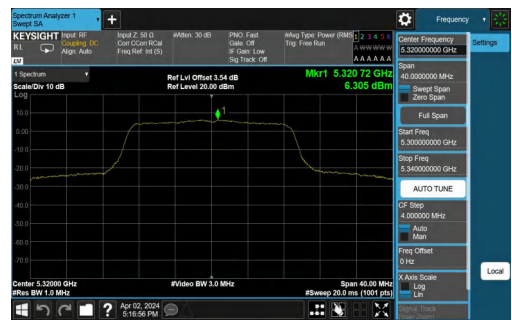 Spectrum Analyzer 1
Swept SA
Frequency
KEYSIGHT
RL
Input: RF
Coupling: DC
Align: Auto
Input Z: 50 Ω
Corr CCorr RCal
Freq Ref: Int (S)
#Atten: 30 dB
PNO: Fast
Gate: Off
IF Gain: Low
Sig Track: Off
#Avg Type: Power (RMS)
Trig: Free Run
1 2 3 4 5 6
A W W W W W
A A A A A A
LV
1 Spectrum
Scale/Div 10 dB
Log
Ref Lvl Offset 3.54 dB
Ref Level 20.00 dBm
Mkr1 5.320 72 GHz
6.305 dBm
1
10.0
0.00
-10.0
-20.0
-30.0
-40.0
-50.0
-60.0
-70.0
Center 5.32000 GHz
#Res BW 1.0 MHz
#Video BW 3.0 MHz
Span 40.00 MHz
#Sweep 20.0 ms (1001 pts)
Center Frequency
5.320000000 GHz
Span
40.0000000 MHz
Swept Span
Zero Span
Full Span
Start Freq
5.300000000 GHz
Stop Freq
5.340000000 GHz
AUTO TUNE
CF Step
4.000000 MHz
Auto
Man
Freq Offset
0 Hz
X Axis Scale
Log
Lin
Signal Track
Settings
Local
?
Apr 02, 2024
5:16:56 PM